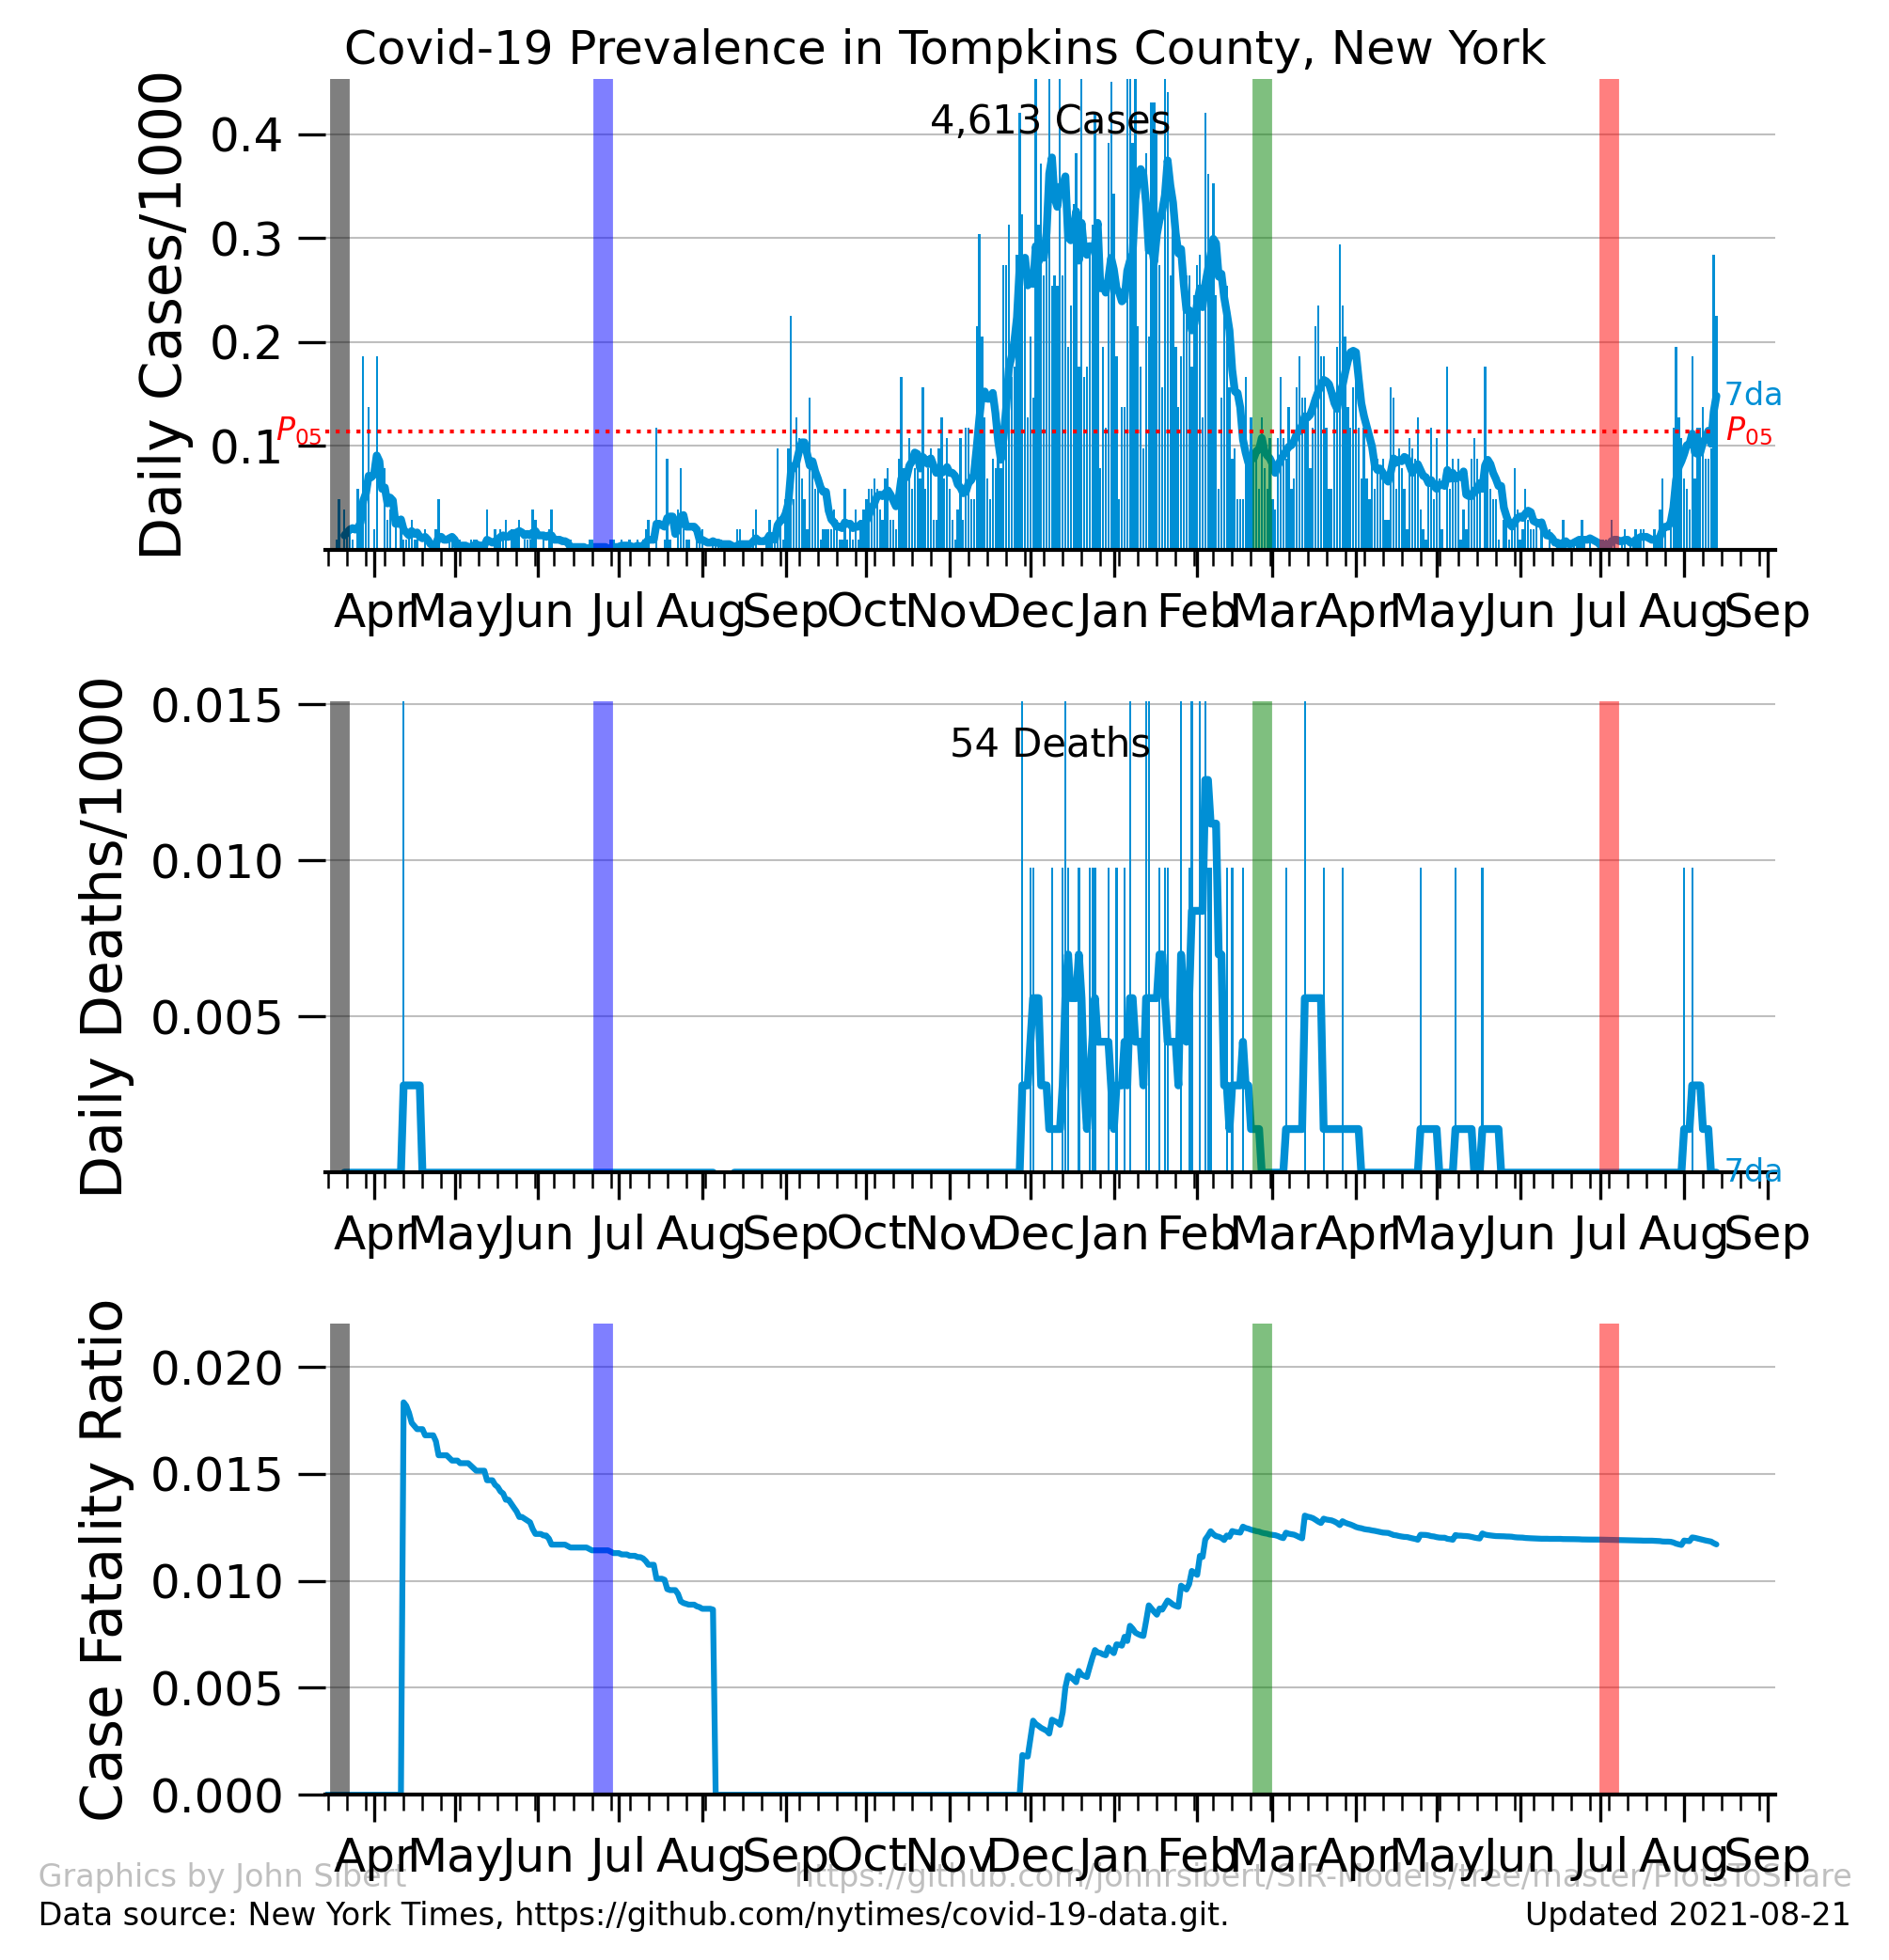 Covid-19 Prevalence in Tompkins County, New York
Daily Cases/1000
4,613 Cases
0.4
0.3
0.2
0.1
P05
7da
P05
Apr May Jun Jul Aug Sep Oct Nov Dec Jan Feb Mar Apr May Jun Jul Aug Sep
Daily Deaths/1000
54 Deaths
0.015
0.010
0.005
7da
Apr May Jun Jul Aug Sep Oct Nov Dec Jan Feb Mar Apr May Jun Jul Aug Sep
Case Fatality Ratio
0.020
0.015
0.010
0.005
0.000
Apr May Jun Jul Aug Sep Oct Nov Dec Jan Feb Mar Apr May Jun Jul Aug Sep
Graphics by John Sibert https://github.com/johnrsibert/SIR-Models/tree/master/PlotsToShare
Data source: New York Times, https://github.com/nytimes/covid-19-data.git. Updated 2021-08-21